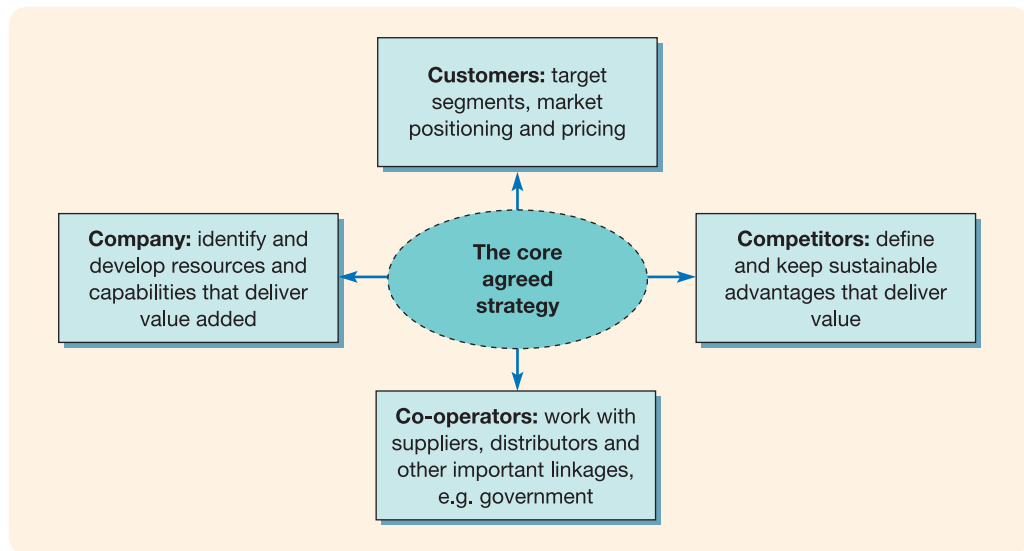 Customers: target
segments, market
positioning and pricing
Company: identify and
develop resources and
capabilities that deliver
value added
The core
agreed
strategy
Competitors: define
and keep sustainable
advantages that deliver
value
Co-operators: work with
suppliers, distributors and
other important linkages,
e.g. government